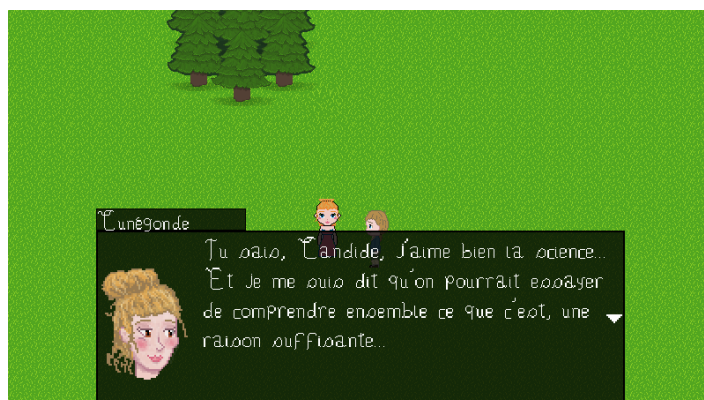 Cunégonde
Tu sais, Candide, J'aime bien la science...
Et Je me suis dit qu'on pourrait essayer
de comprendre ensemble ce que c'est, une
raison suffisante...